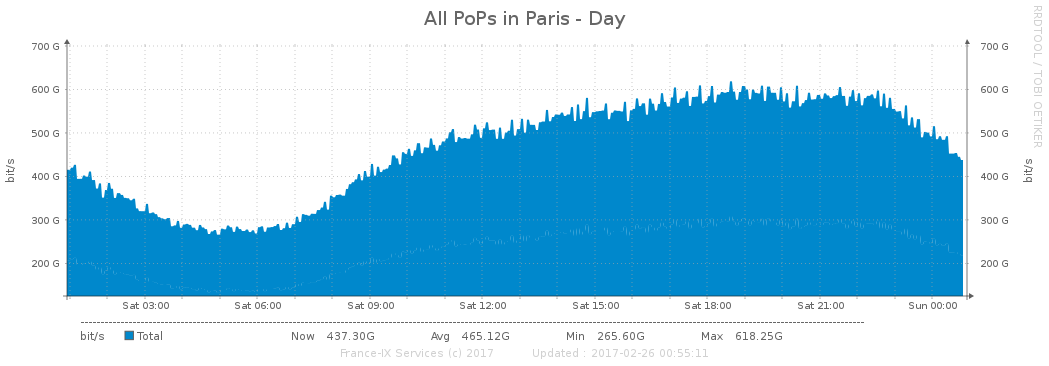 All PoPs in Paris - Day
RRDTOOL / TOBI OETIKER
700 G 700 G
600 G 600 G
500 G 500 G
400 G 400 G
300 G 300 G
200 G 200 G
bit/s bit/s
Sat 03:00 Sat 06:00 Sat 09:00 Sat 12:00 Sat 15:00 Sat 18:00 Sat 21:00 Sun 00:00
bit/s Total Now 437.30G Avg 465.12G Min 265.60G Max 618.25G
France-IX Services (c) 2017 Updated : 2017-02-26 00:55:11